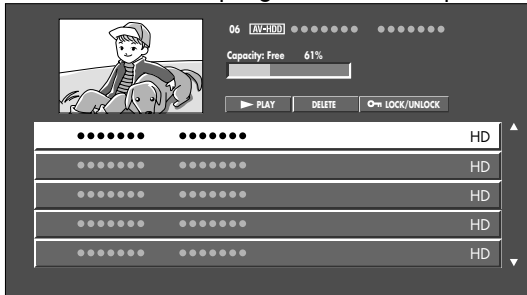 06 AV-HDD ●●●●●●● ●●●●●●●
Capacity: Free 61%
▶ PLAY DELETE LOCK/UNLOCK
●●●●●●● ●●●●●●● HD
●●●●●●● ●●●●●●● HD
●●●●●●● ●●●●●●● HD
●●●●●●● ●●●●●●● HD
●●●●●●● ●●●●●●● HD